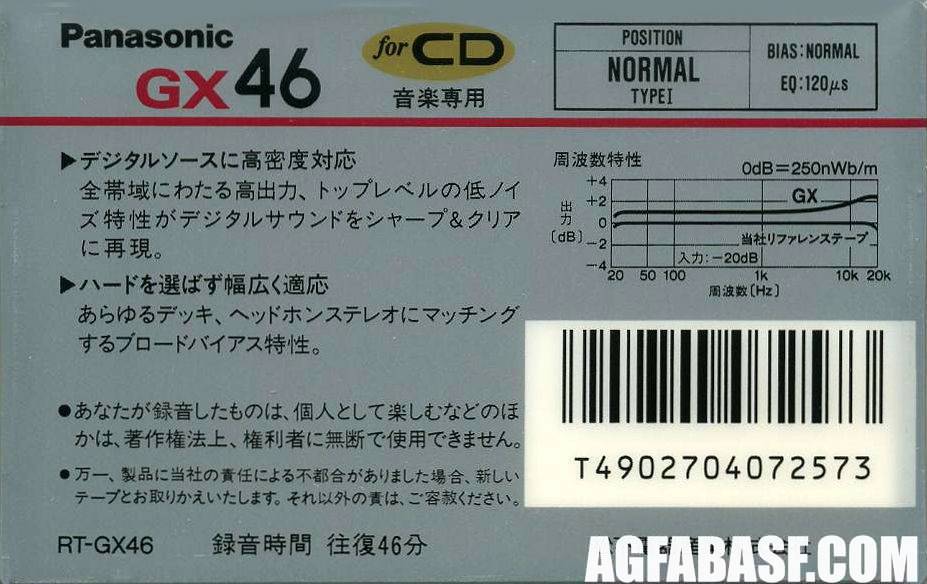 Panasonic
GX46
for CD
音楽専用
POSITION
NORMAL
TYPE I
BIAS:NORMAL
EQ:120μs
▶デジタルソースに高密度対応
全帯域にわたる高出力、トップレベルの低ノイ
ズ特性がデジタルサウンドをシャープ&クリア
に再現。
▶ハードを選ばず幅広く適応
あらゆるデッキ、ヘッドホンステレオにマッチング
するブロードバイアス特性。
周波数特性
0dB=250nWb/m
出力
[dB]
+4
+2
0
-2
-4
GX
当社リファレンステープ
入力:-20dB
20 50 100 1k 10k 20k
周波数[Hz]
●あなたが録音したものは、個人として楽しむなどのほ
かは、著作権法上、権利者に無断で使用できません。
●万一、製品に当社の責任による不都合がありました場合、新しい
テープとお取りかえいたします。それ以外の責は、ご容赦ください。
T4902704072573
RT-GX46 録音時間 往復46分
AGFABASF.COM